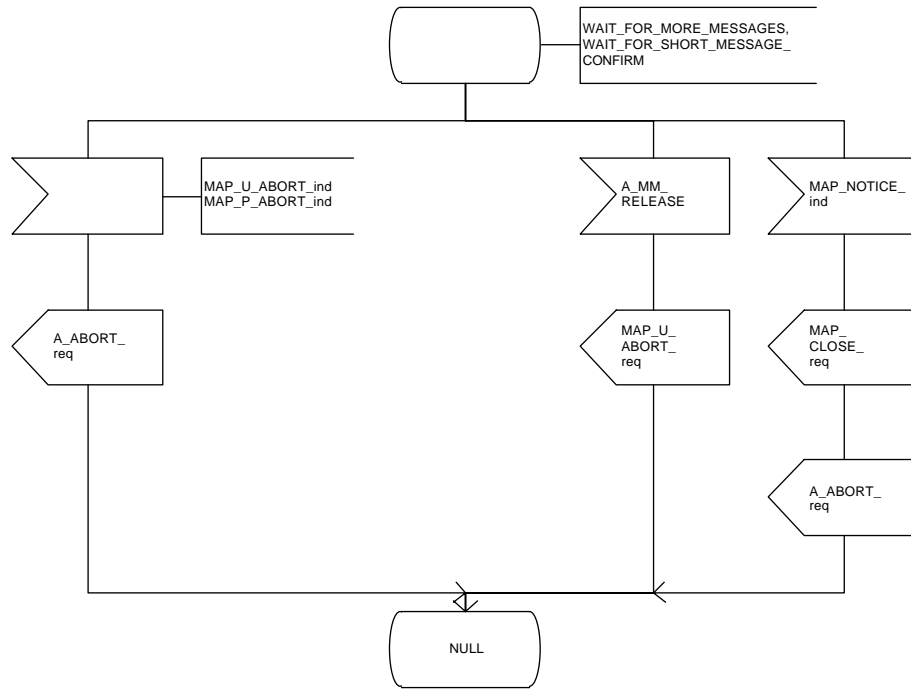 WAIT_FOR_MORE_MESSAGES,
WAIT_FOR_SHORT_MESSAGE_
CONFIRM
MAP_U_ABORT_ind
MAP_P_ABORT_ind
A_MM_
RELEASE
MAP_NOTICE_
ind
A_ABORT_
req
MAP_U_
ABORT_
req
MAP_
CLOSE_
req
A_ABORT_
req
NULL